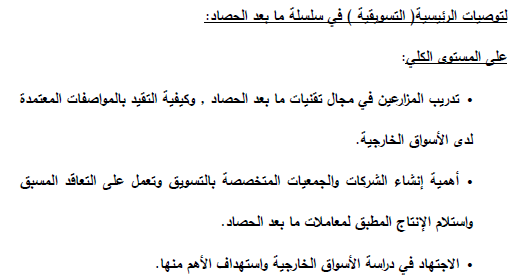 لتوصيات الرئيسية( التسويقية ) في سلسلة ما بعد الحصاد:
على المستوى الكلي:
• تدريب المزارعين في مجال تقنيات ما بعد الحصاد , وكيفية التقيد بالمواصفات المعتمدة
لدى الأسواق الخارجية.
• أهمية إنشاء الشركات والجمعيات المتخصصة بالتسويق وتعمل على التعاقد المسبق
واستلام الإنتاج المطبق لمعاملات ما بعد الحصاد.
• الاجتهاد في دراسة الأسواق الخارجية واستهداف الأهم منها.